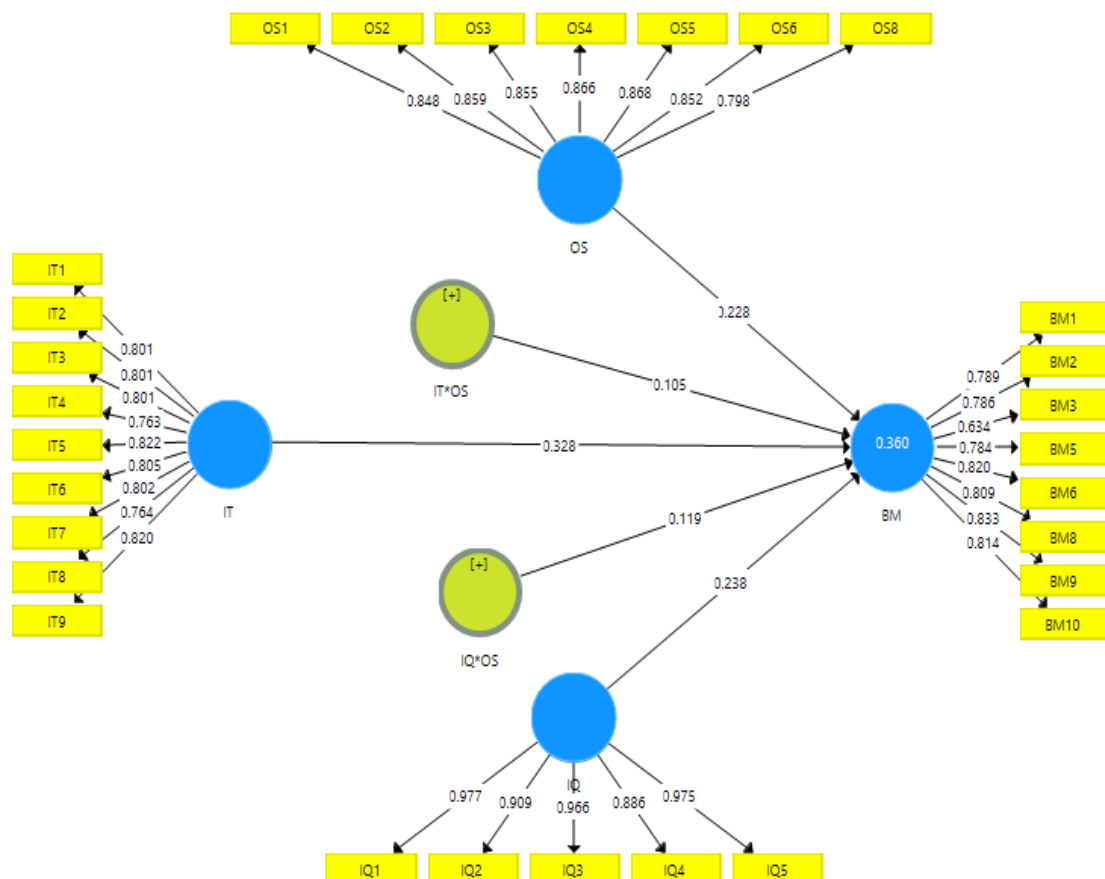 OS1 OS2 OS3 OS4 OS5 OS6 OS8
0.848 0.859 0.855 0.866 0.868 0.852 0.798
OS
0.228
[+]
IT*OS
0.105
IT1
IT2
IT3
IT4
IT5
IT6
IT7
IT8
IT9
0.801
0.801
0.801
0.763
0.822
0.805
0.802
0.764
0.820
IT
0.328
0.360
BM
0.789
0.786
0.634
0.784
0.820
0.809
0.833
0.814
BM1
BM2
BM3
BM5
BM6
BM8
BM9
BM10
[+]
IQ*OS
0.119
0.238
IQ
0.977 0.909 0.966 0.886 0.975
IQ1 IQ2 IQ3 IQ4 IQ5